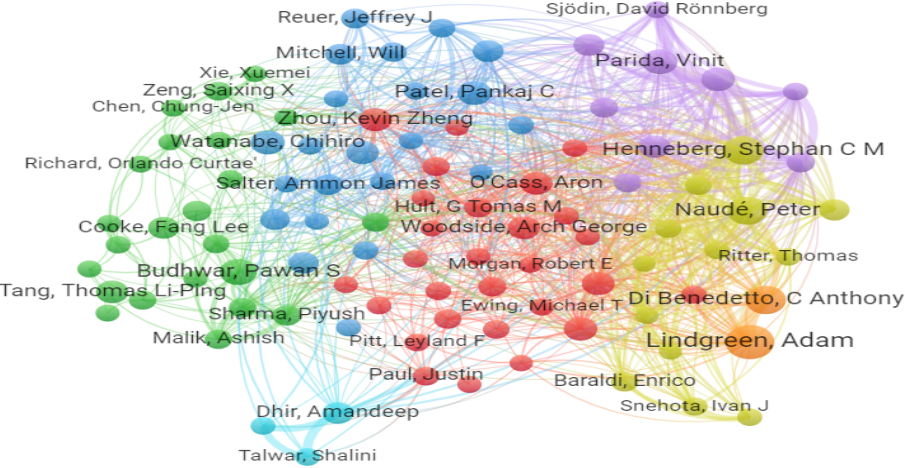 Sjödin, David Rönnberg
Reuer, Jeffrey J
Mitchell, Will
Parida, Vinit
Xie, Xuemei
Zeng, Saixing X
Patel, Pankaj C
Chen, Chung-Jen
Zhou, Kevin Zheng
Watanabe, Chihiro
Henneberg, Stephan C M
Richard, Orlando Curtae'
Salter, Ammon James
O'Cass, Aron
Hult, G Tomas M
Naudé, Peter
Cooke, Fang Lee
Woodside, Arch George
Ritter, Thomas
Morgan, Robert E
Budhwar, Pawan S
Tang, Thomas Li-Ping
Di Benedetto, C Anthony
Ewing, Michael T
Sharma, Piyush
Malik, Ashish
Pitt, Leyland F
Lindgreen, Adam
Paul, Justin
Baraldi, Enrico
Snehota, Ivan J
Dhir, Amandeep
Talwar, Shalini